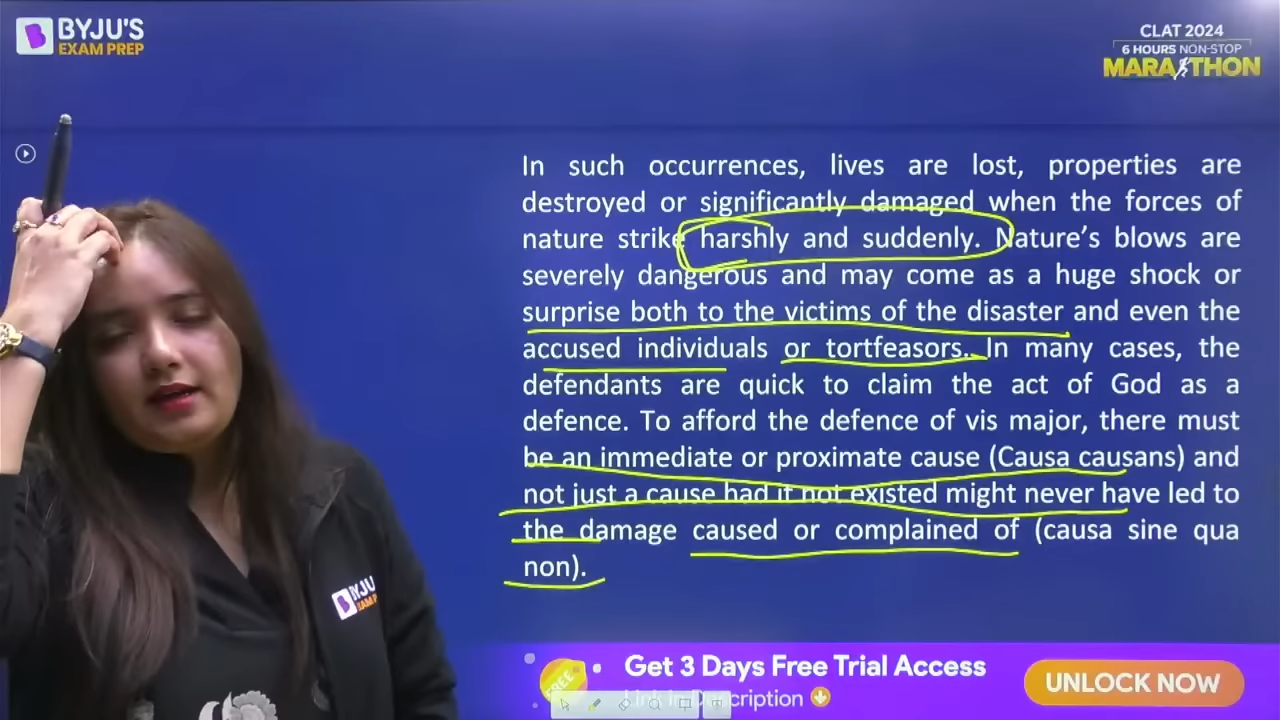 BYJU'S
EXAM PREP
CLAT 2024
6 HOURS NON-STOP
MARATHON
In such occurrences, lives are lost, properties are
destroyed or significantly damaged when the forces of
nature strike harshly and suddenly. Nature's blows are
severely dangerous and may come as a huge shock or
surprise both to the victims of the disaster and even the
accused individuals or tortfeasors. In many cases, the
defendants are quick to claim the act of God as a
defence. To afford the defence of vis major, there must
be an immediate or proximate cause (Causa causans) and
not just a cause had if not existed might never have led to
the damage caused or complained of (causa sine qua
non).
BYJU
EXAM P
Get 3 Days Free Trial Access
FREE
UNLOCK NOW